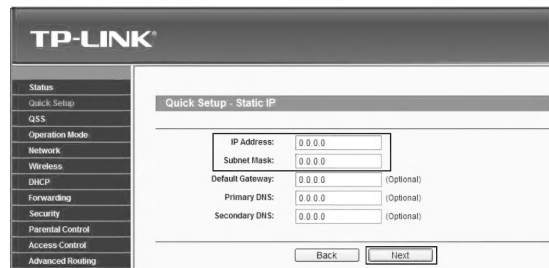 TP-LINK®
Status
Quick Setup
QSS
Operation Mode
Network
Wireless
DHCP
Forwarding
Security
Parental Control
Access Control
Advanced Routing
Quick Setup - Static IP
IP Address: 0.0.0.0
Subnet Mask: 0.0.0.0
Default Gateway: 0.0.0.0 (Optional)
Primary DNS: 0.0.0.0 (Optional)
Secondary DNS: 0.0.0.0 (Optional)
Back Next